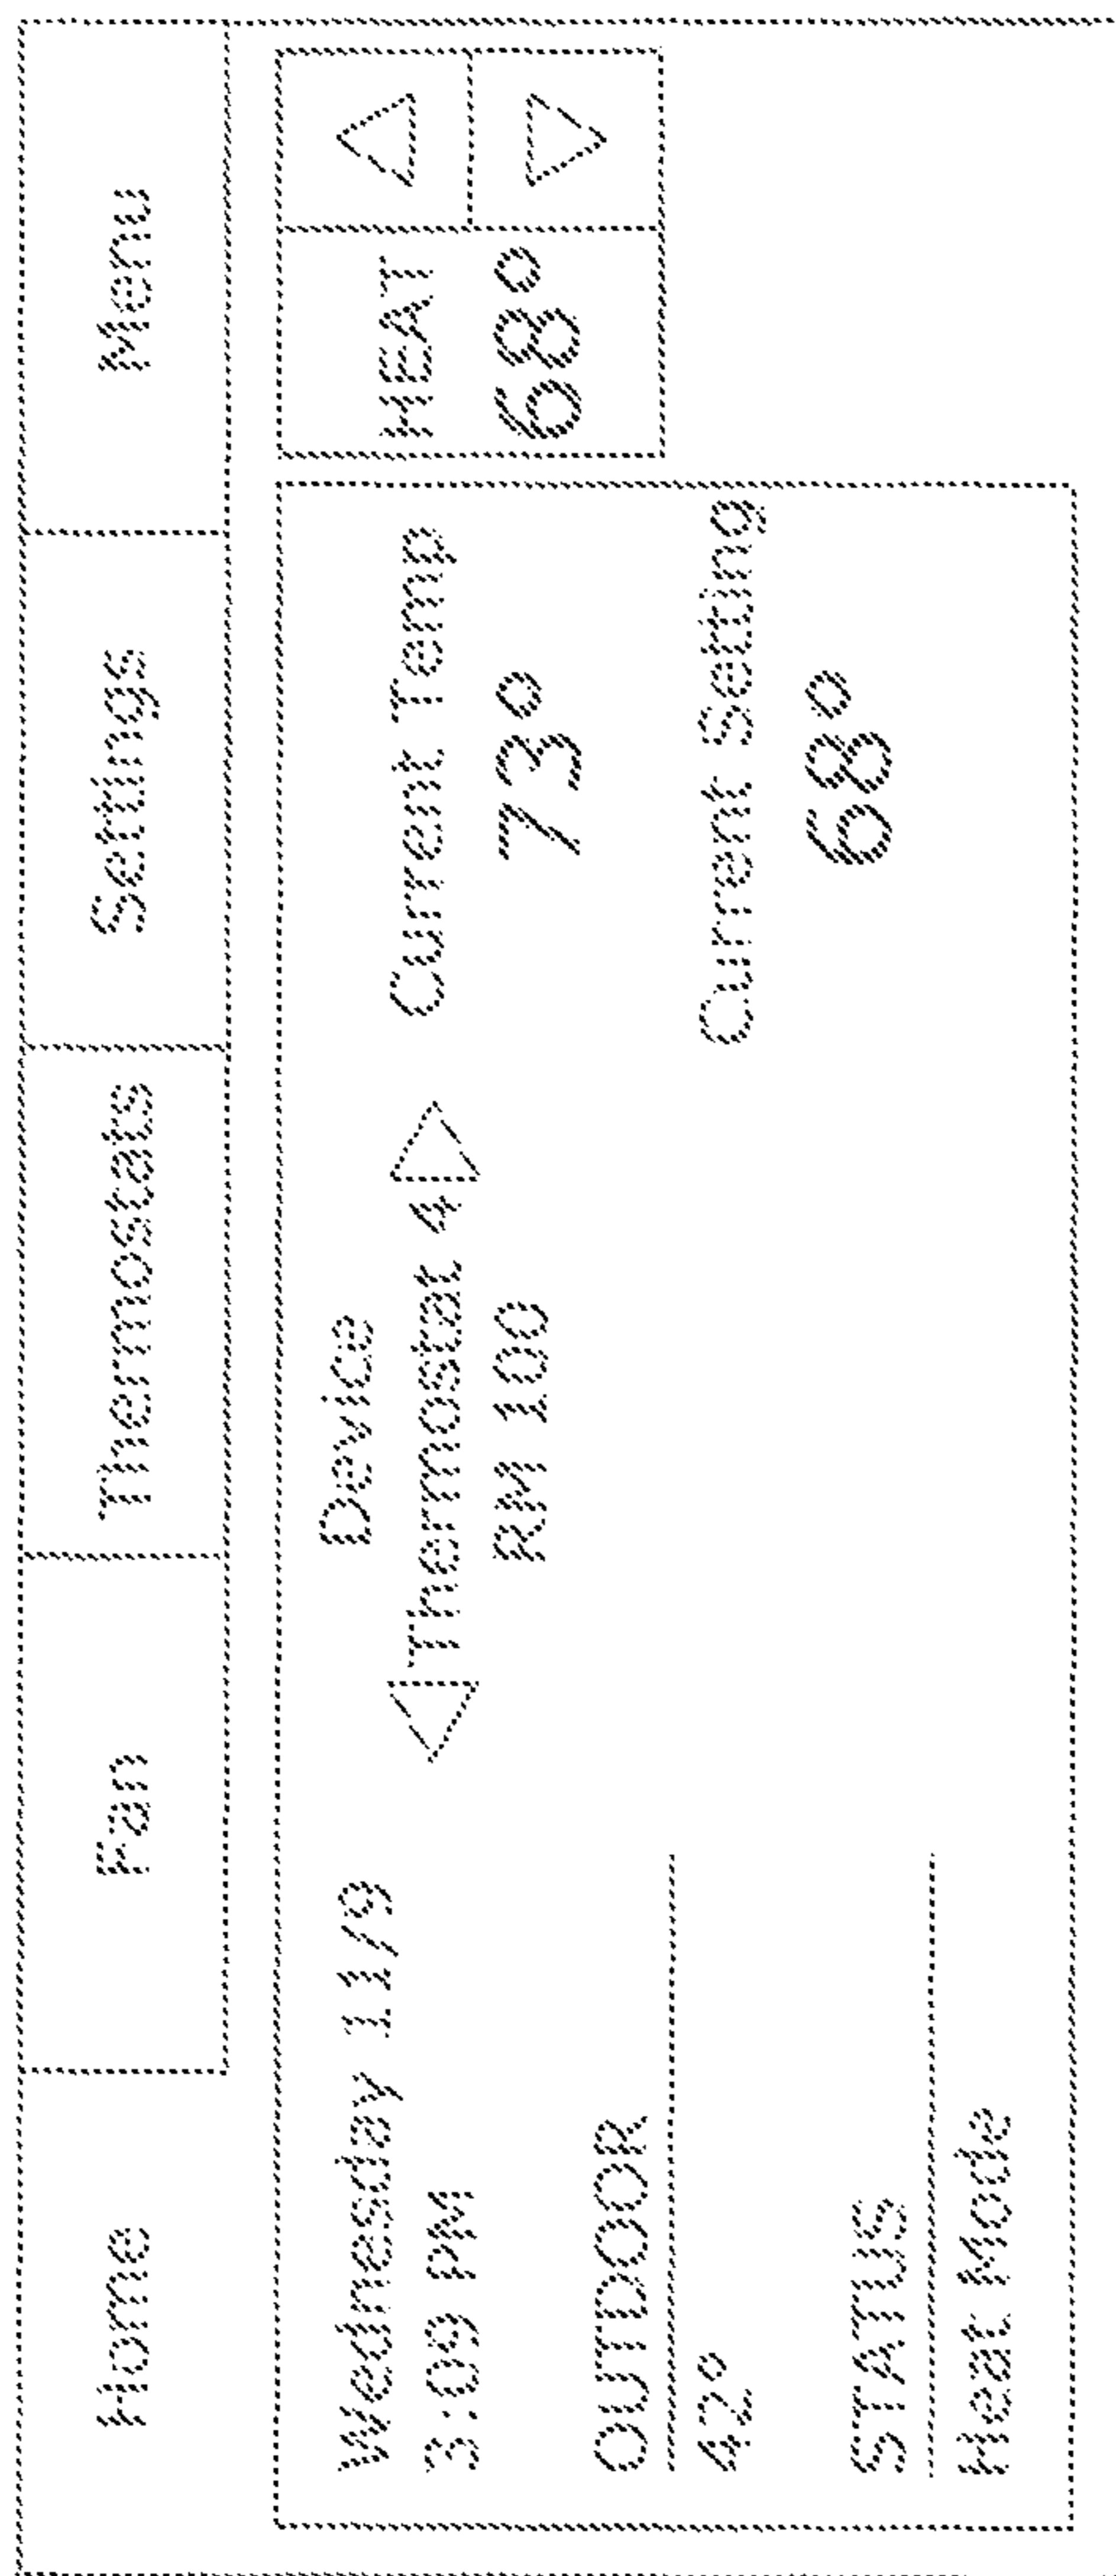 Home
Fan
Thermostats
Settings
Menu
Wednesday 11/9
3:09 PM
OUTDOOR
42°
STATUS
Heat Mode
Device
Thermostat 4
RM 100
Current Temp
73°
Current Setting
68°
HEAT
68°